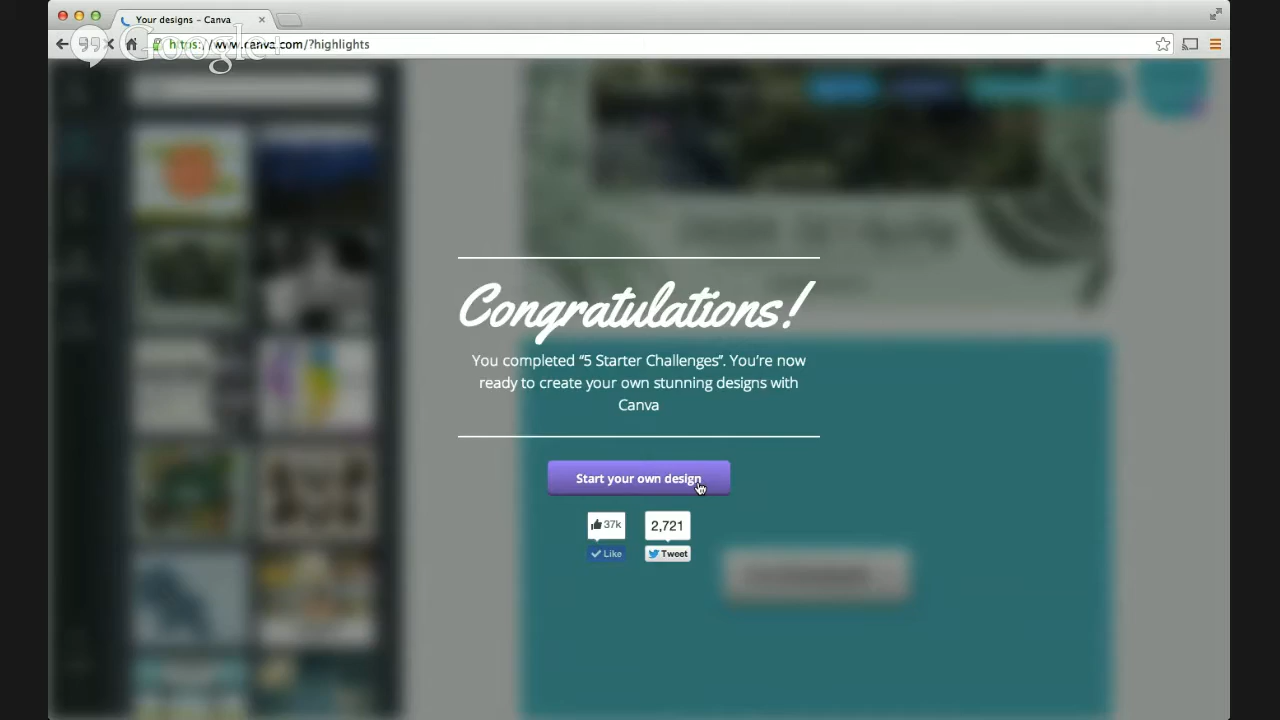 Your designs – Canva
Google+
https://www.canva.com/?highlights
Congratulations!
You completed “5 Starter Challenges”. You’re now
ready to create your own stunning designs with
Canva
Start your own design
37k
2,721
Like
Tweet